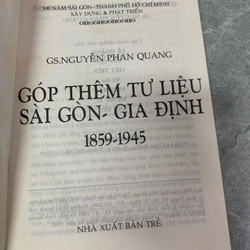 300 NĂM SÀI GÒN - THÀNH PHỐ HỒ CHÍ MINH
XÂY DỰNG & PHÁT TRIỂN
GS.NGUYỄN PHAN QUANG
GÓP THÊM TƯ LIỆU
SÀI GÒN - GIA ĐỊNH
1859-1945
NHÀ XUẤT BẢN TRẺ